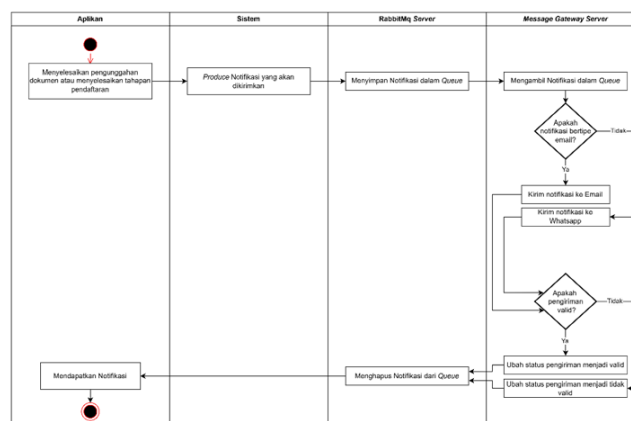 Aplikan
Sistem
RabbitMq Server
Message Gateway Server
Menyelesaikan pengunggahan
dokumen atau menyelesaikan tahapan
pendaftaran
Produce Notifikasi yang akan
dikirimkan
Menyimpan Notifikasi dalam Queue
Mengambil Notifikasi dalam Queue
Apakah
notifikasi bertipe
email?
Tidak
Ya
Kirim notifikasi ke Email
Kirim notifikasi ke
Whatsapp
Apakah
pengiriman
valid?
Tidak
Ya
Ubah status pengiriman menjadi valid
Ubah status pengiriman menjadi tidak
valid
Menghapus Notifikasi dari Queue
Mendapatkan Notifikasi